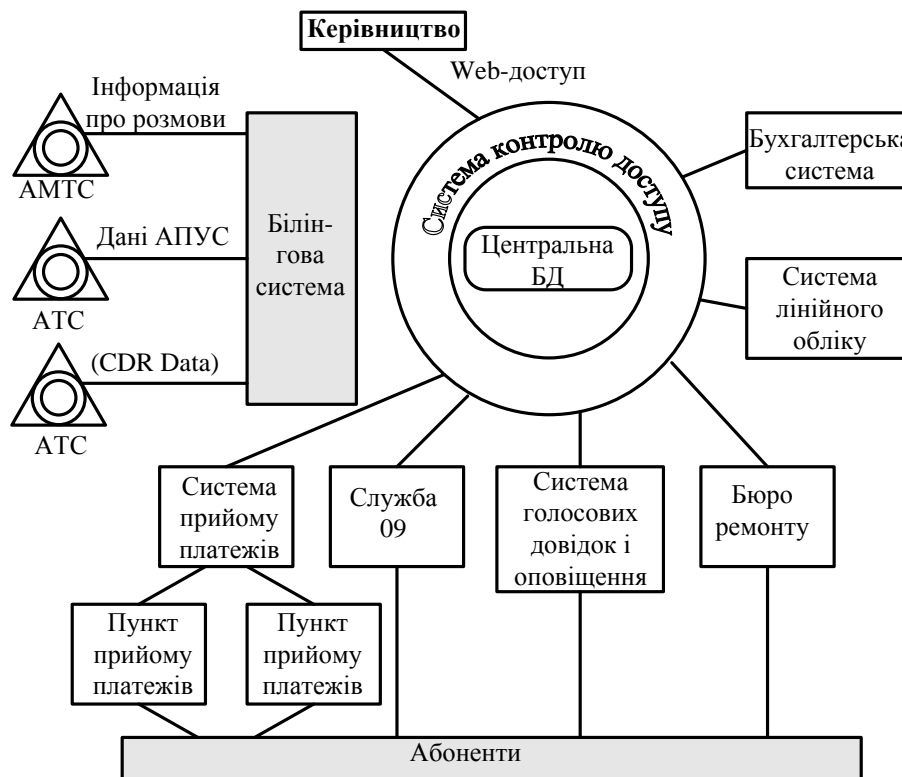 Керівництво
Web-доступ
Інформація
про розмови
АМТС
Дані АПУС
АТС
(CDR Data)
АТС
Білін-
гова
система
Система контролю доступу
Центральна
БД
Бухгалтерська
система
Система
лінійного
обліку
Система
прийому
платежів
Служба
09
Система
голосових
довідок і
оповіщення
Бюро
ремонту
Пункт
прийому
платежів
Пункт
прийому
платежів
Абоненти